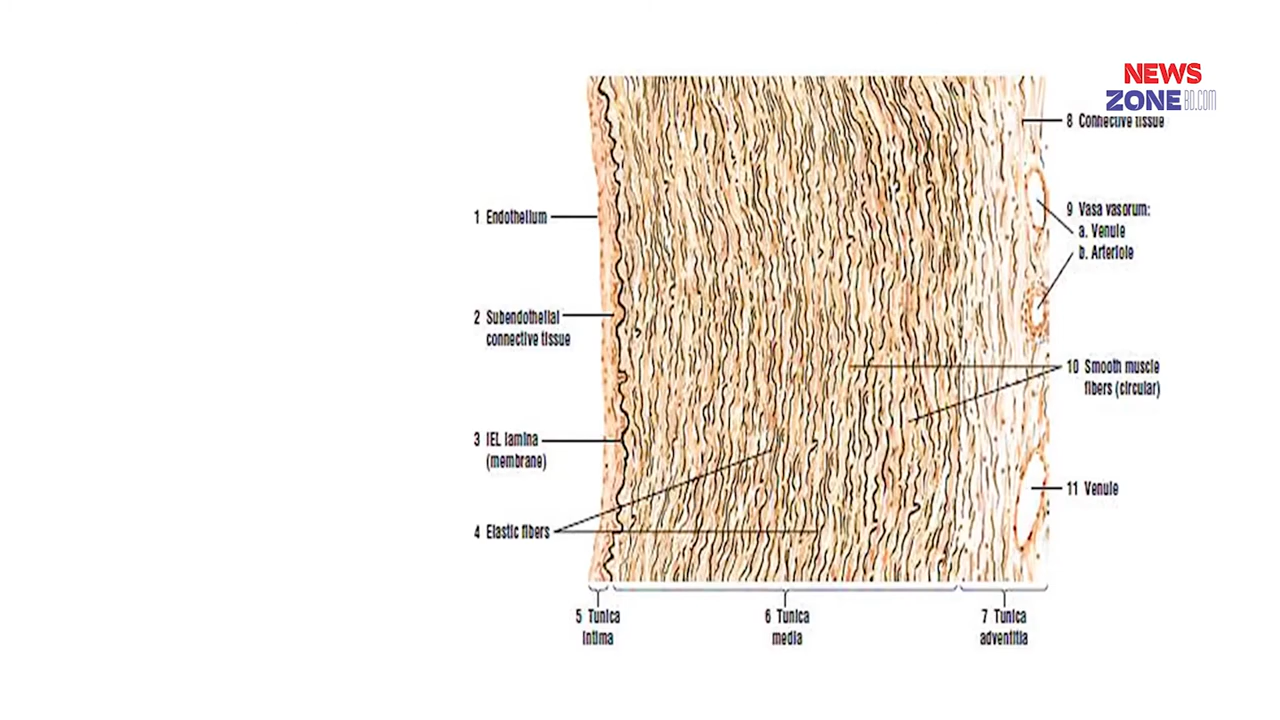 NEWS
ZONE BD.COM
8 Connective tissue
1 Endothelium
9 Vasa vasorum:
a. Venule
b. Arteriole
2 Subendothelial
connective tissue
10 Smooth muscle
fibers (circular)
3 IEL lamina
(membrane)
11 Venule
4 Elastic fibers
5 Tunica
intima
6 Tunica
media
7 Tunica
adventitia